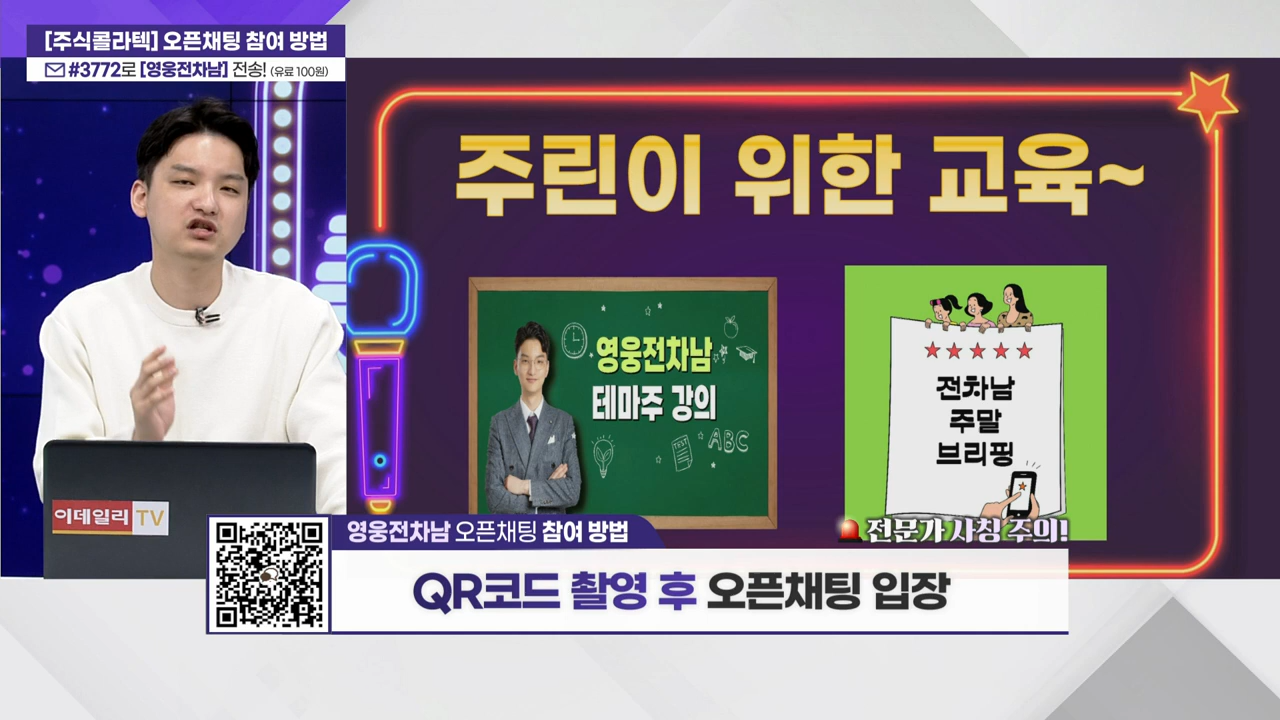 [주식콜라텍] 오픈채팅 참여 방법
#3772로 [영웅전차남] 전송! (유료 100원)
주린이 위한 교육~
영웅전차남
테마주 강의
TEST
ABC
전차남
주말
브리핑
이데일리 TV
전문가 사칭 주의!
영웅전차남 오픈채팅 참여 방법
QR코드 촬영 후 오픈채팅 입장